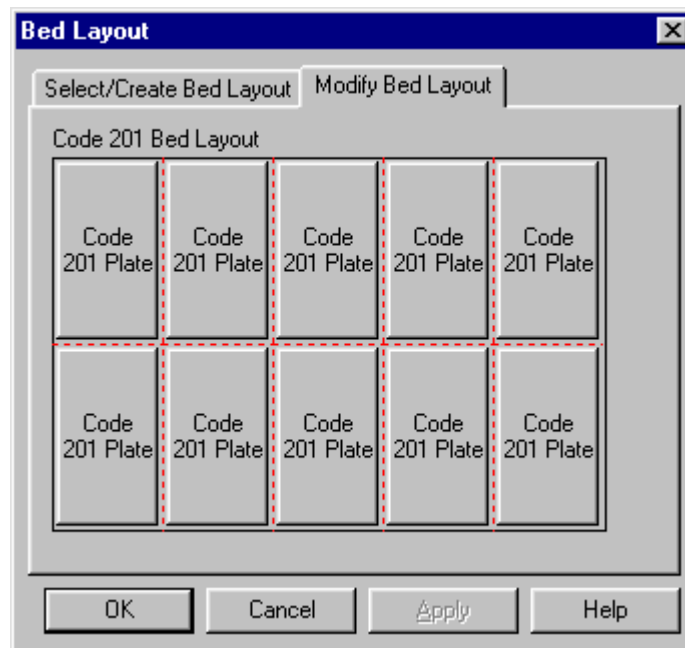 Bed Layout
Select/Create Bed Layout
Modify Bed Layout
Code 201 Bed Layout
Code
201 Plate
Code
201 Plate
Code
201 Plate
Code
201 Plate
Code
201 Plate
Code
201 Plate
Code
201 Plate
Code
201 Plate
Code
201 Plate
Code
201 Plate
OK
Cancel
Apply
Help